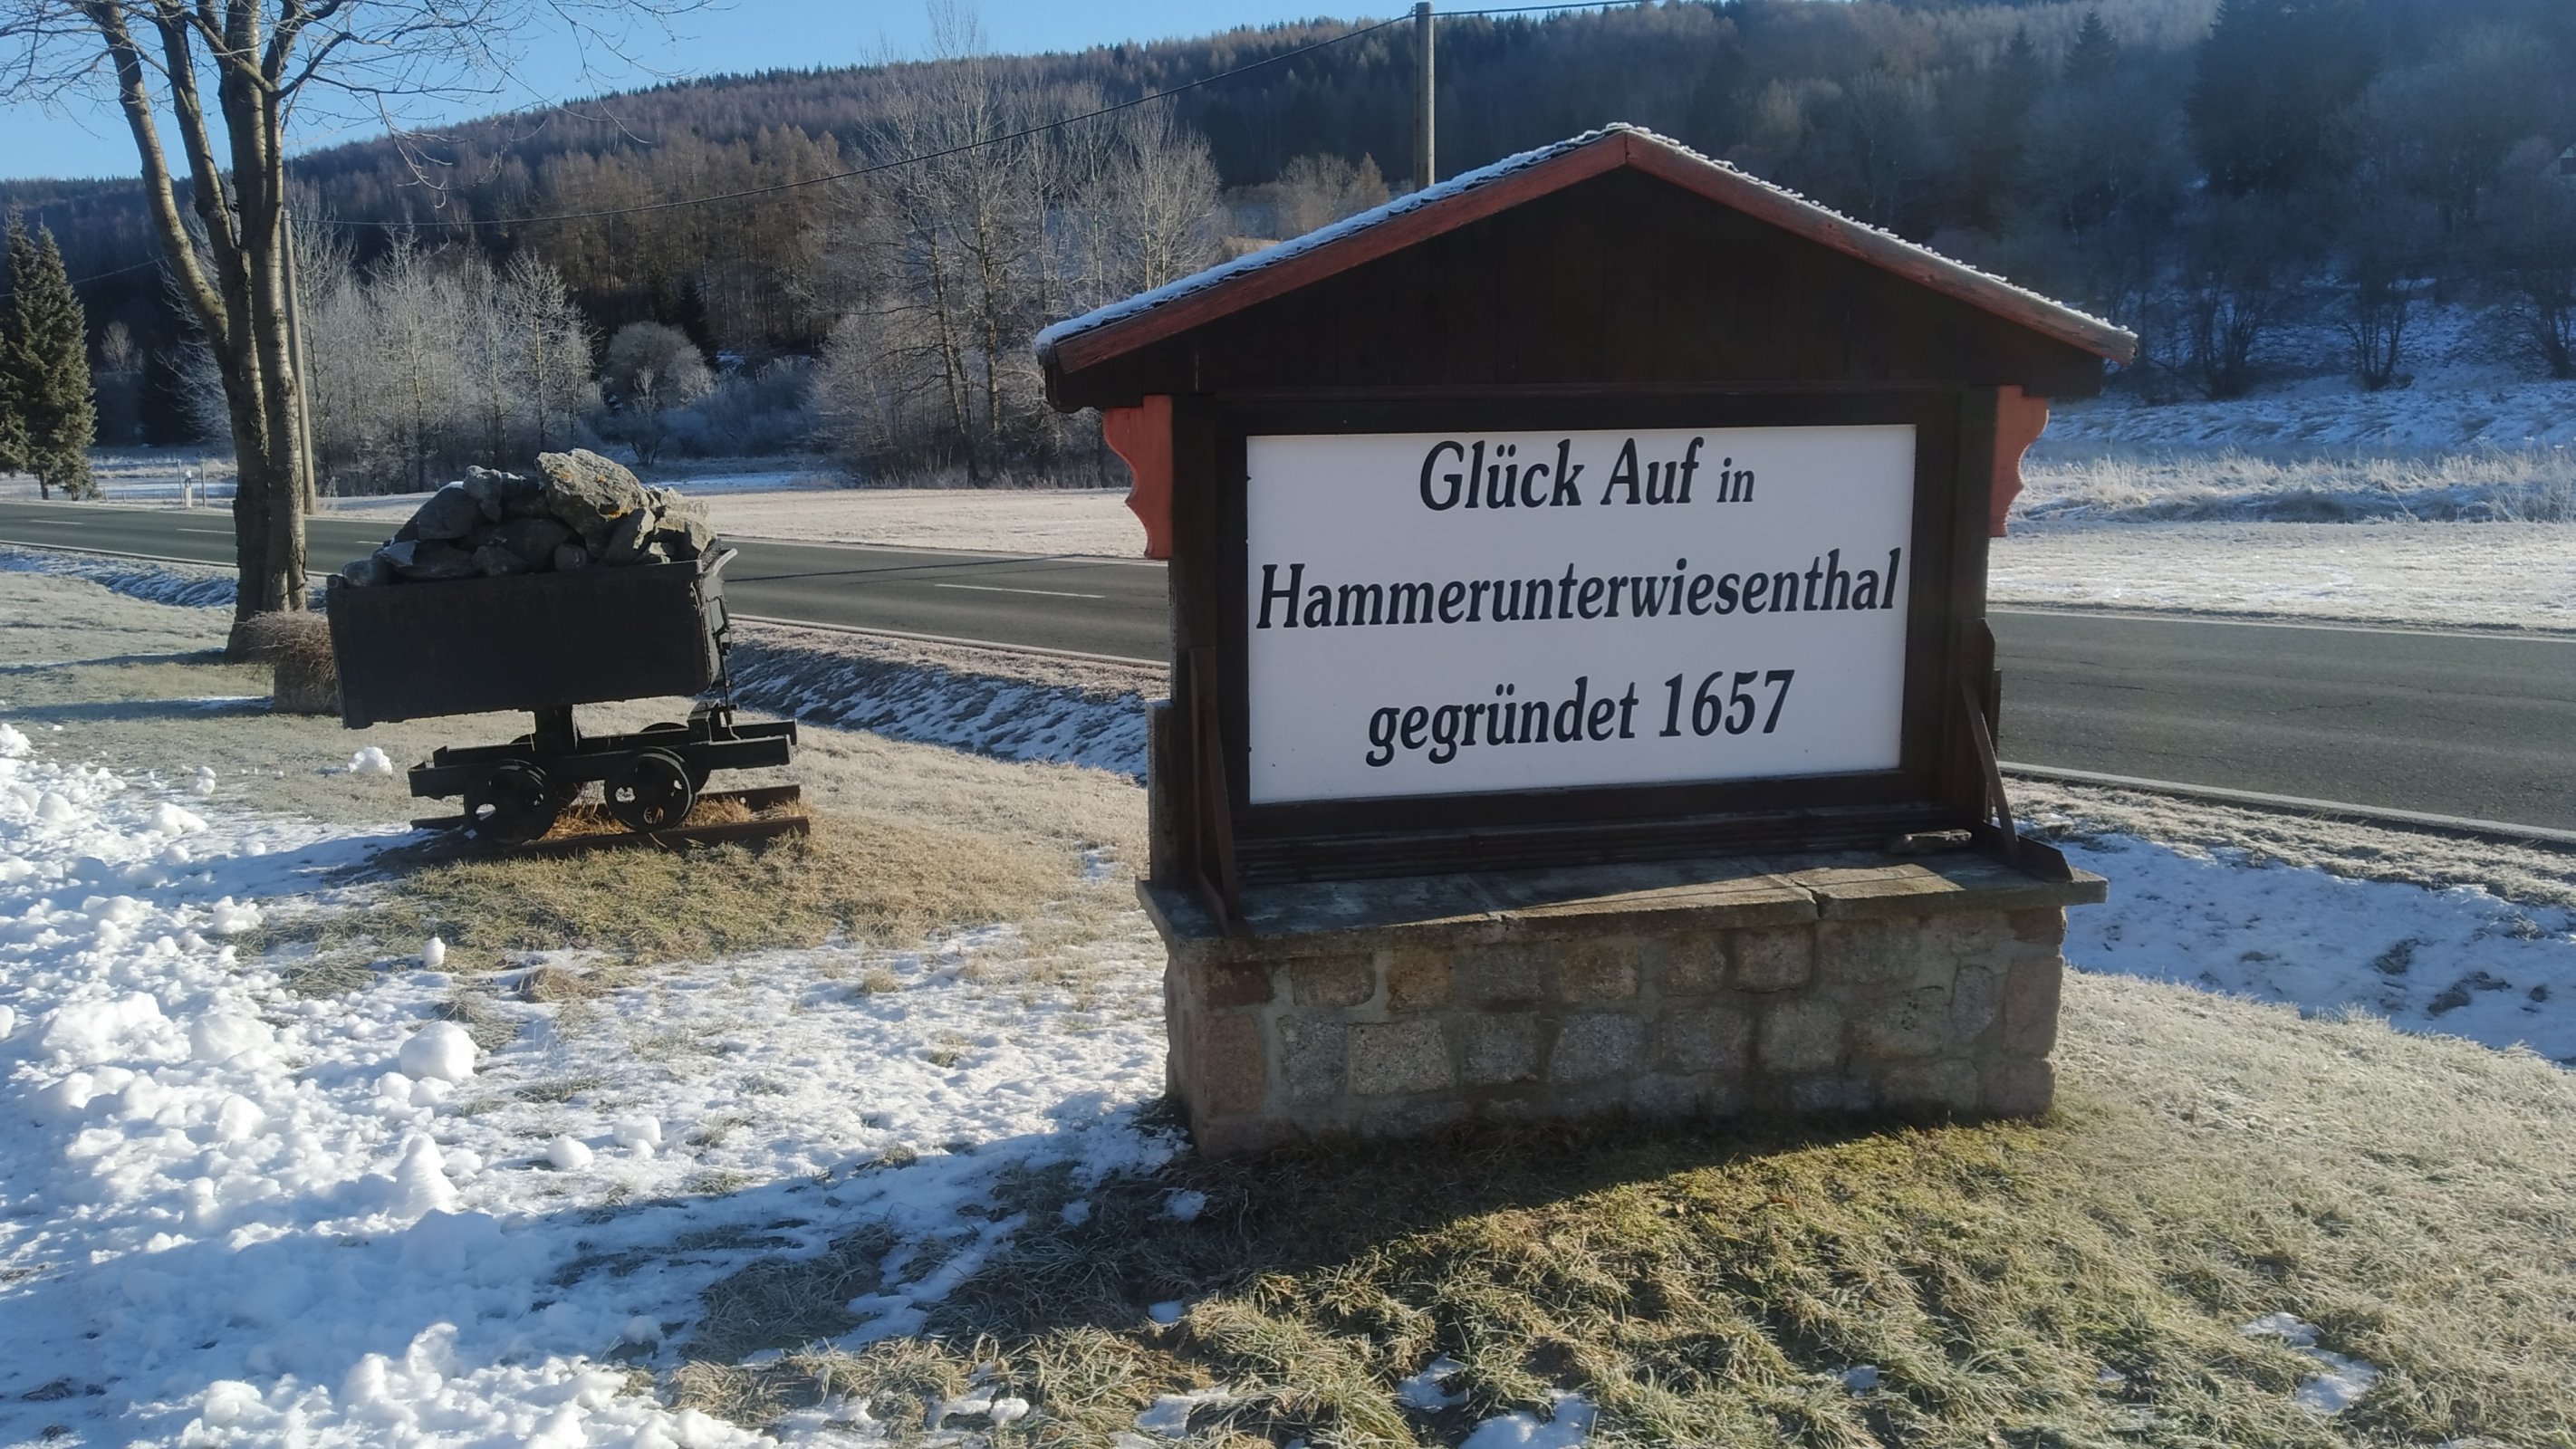 Glück Auf in
Hammerunterwiesenthal
gegründet 1657